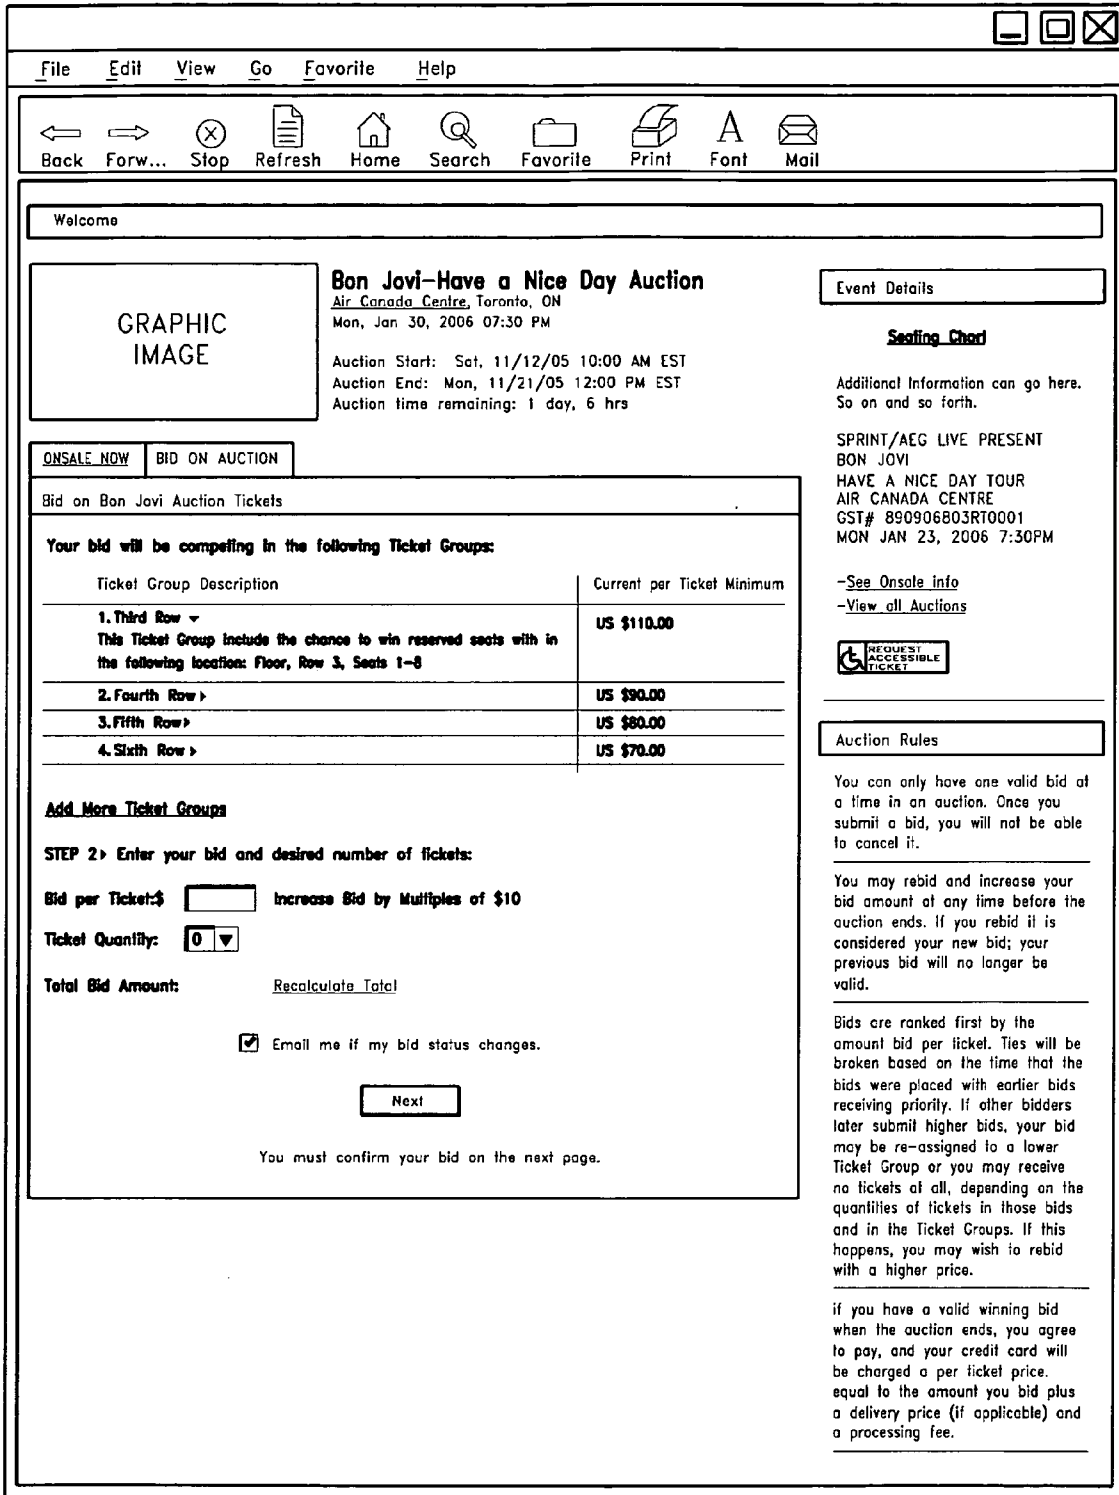 File Edit View Go Favorite Help
Back Forw... Stop Refresh Home Search Favorite Print Font Mail
Welcome
GRAPHIC
IMAGE
Bon Jovi-Have a Nice Day Auction
Air Canada Centre, Toronto, ON
Mon, Jan 30, 2006 07:30 PM
Auction Start: Sat, 11/12/05 10:00 AM EST
Auction End: Mon, 11/21/05 12:00 PM EST
Auction time remaining: 1 day, 6 hrs
ONSALE NOW BID ON AUCTION
Bid on Bon Jovi Auction Tickets
Your bid will be competing in the following Ticket Groups:
Ticket Group Description Current per Ticket Minimum
1. Third Row US $110.00
This Ticket Group include the chance to win reserved seats with in
the following location: Floor, Row 3, Seats 1-8
2. Fourth Row US $90.00
3. Fifth Row US $80.00
4. Sixth Row US $70.00
Add More Ticket Groups
STEP 2 Enter your bid and desired number of tickets:
Bid per Ticket:$ Increase Bid by Multiples of $10
Ticket Quantity: 0
Total Bid Amount: Recalculate Total
Email me if my bid status changes.
Next
You must confirm your bid on the next page.
Event Details
Seating Chart
Additional Information can go here.
So on and so forth.
SPRINT/AEG LIVE PRESENT
BON JOVI
HAVE A NICE DAY TOUR
AIR CANADA CENTRE
GST# 890906803RT0001
MON JAN 23, 2006 7:30PM
-See Onsale info
-View all Auctions
REQUEST
ACCESSIBLE
TICKET
Auction Rules
You can only have one valid bid at
a time in an auction. Once you
submit a bid, you will not be able
to cancel it.
You may rebid and increase your
bid amount at any time before the
auction ends. If you rebid it is
considered your new bid; your
previous bid will no longer be
valid.
Bids are ranked first by the
amount bid per ticket. Ties will be
broken based on the time that the
bids were placed with earlier bids
receiving priority. If other bidders
later submit higher bids, your bid
may be re-assigned to a lower
Ticket Group or you may receive
no tickets at all, depending on the
quantities of tickets in those bids
and in the Ticket Groups. If this
happens, you may wish to rebid
with a higher price.
if you have a valid winning bid
when the auction ends, you agree
to pay, and your credit card will
be charged a per ticket price.
equal to the amount you bid plus
a delivery price (if applicable) and
a processing fee.